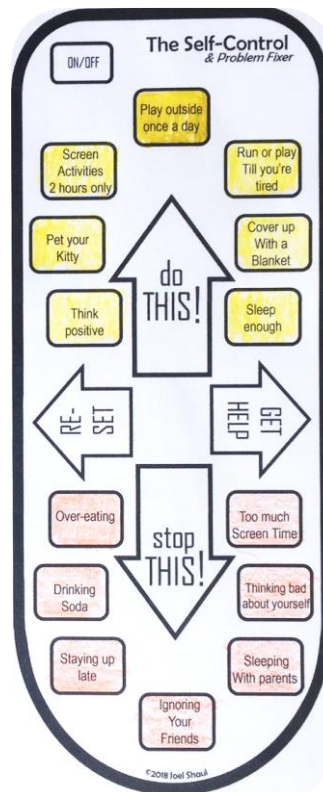 The Self-Control
& Problem Fixer
ON/OFF
Play outside
once a day
Screen
Activities
2 hours only
Run or play
Till you're
tired
Pet your
Kitty
Cover up
With a
Blanket
Think
positive
Sleep
enough
do
THIS!
RE-
SET
GET
HELP
stop
THIS!
Over-eating
Too much
Screen Time
Drinking
Soda
Thinking bad
about yourself
Staying up
late
Sleeping
With parents
Ignoring
Your
Friends
©2018 Joel Shaul